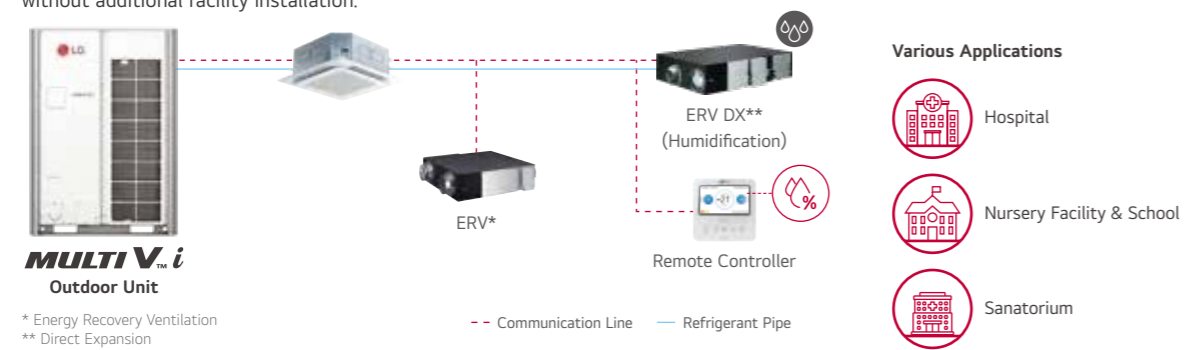 without additional facility installation.
LG
ERV DX**
(Humidification)
ERV*
%
Remote Controller
MULTI V™ i
Outdoor Unit
* Energy Recovery Ventilation
** Direct Expansion
Communication Line
Refrigerant Pipe
Various Applications
Hospital
Nursery Facility & School
Sanatorium